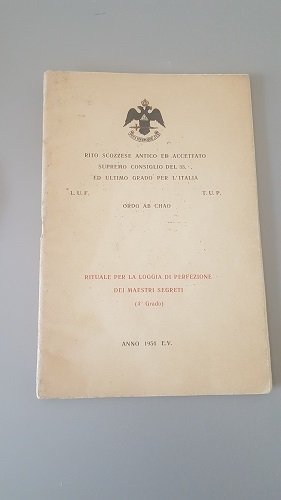 RITO SCOZZESE ANTICO ED ACCETTATO
SUPREMO CONSIGLIO DEL 33.·.
ED ULTIMO GRADO PER L'ITALIA
L. U. F. T. U. P.
ORDO AB CHAO
RITUALE PER LA LOGGIA DI PERFEZIONE
DEI MAESTRI SEGRETI
(4° Grado)
ANNO 1951 T.V.